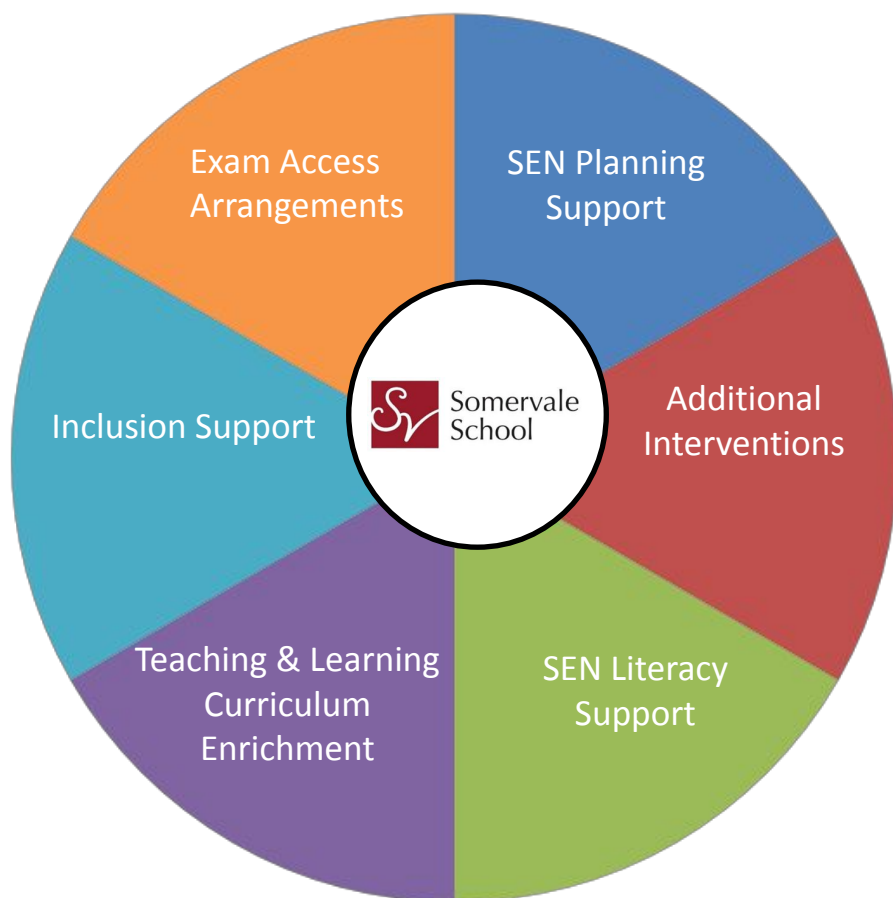 Exam Access
Arrangements
SEN Planning
Support
Inclusion Support
SV
Somervale
School
Additional
Interventions
Teaching & Learning
Curriculum
Enrichment
SEN Literacy
Support